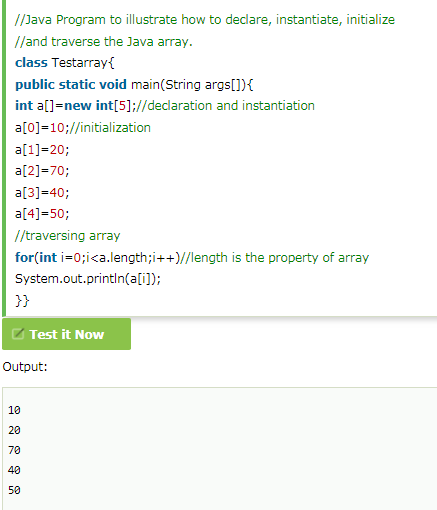 //Java Program to illustrate how to declare, instantiate, initialize
//and traverse the Java array.
class Testarray{
public static void main(String args[]){
int a[]=new int[5];//declaration and instantiation
a[0]=10;//initialization
a[1]=20;
a[2]=70;
a[3]=40;
a[4]=50;
//traversing array
for(int i=0;i<a.length;i++)//length is the property of array
System.out.println(a[i]);
}}
Test it Now
Output:
10
20
70
40
50